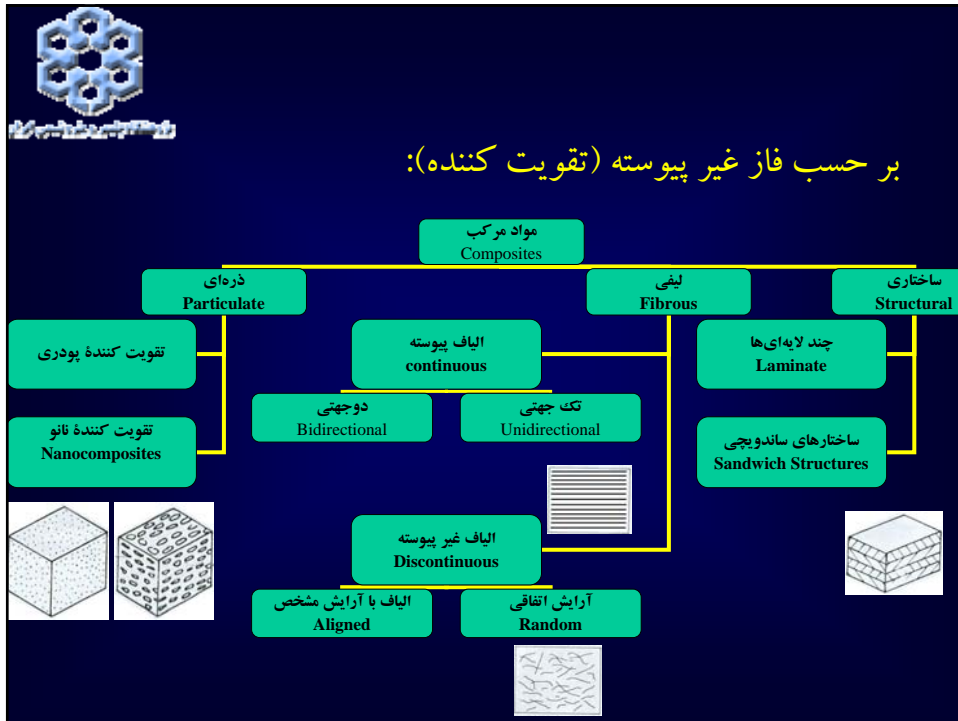 بر حسب فاز غیر پیوسته (تقویت کننده):
مواد مرکب
Composites
ساختاری
Structural
لیفی
Fibrous
ذره‌ای
Particulate
چند لایه‌ای‌ها
Laminate
الیاف پیوسته
continuous
تقویت کنندهٔ پودری
تک جهتی
Unidirectional
دوجهتی
Bidirectional
ساختارهای ساندویچی
Sandwich Structures
تقویت کنندهٔ نانو
Nanocomposites
الیاف غیر پیوسته
Discontinuous
آرایش اتفاقی
Random
الیاف با آرایش مشخص
Aligned